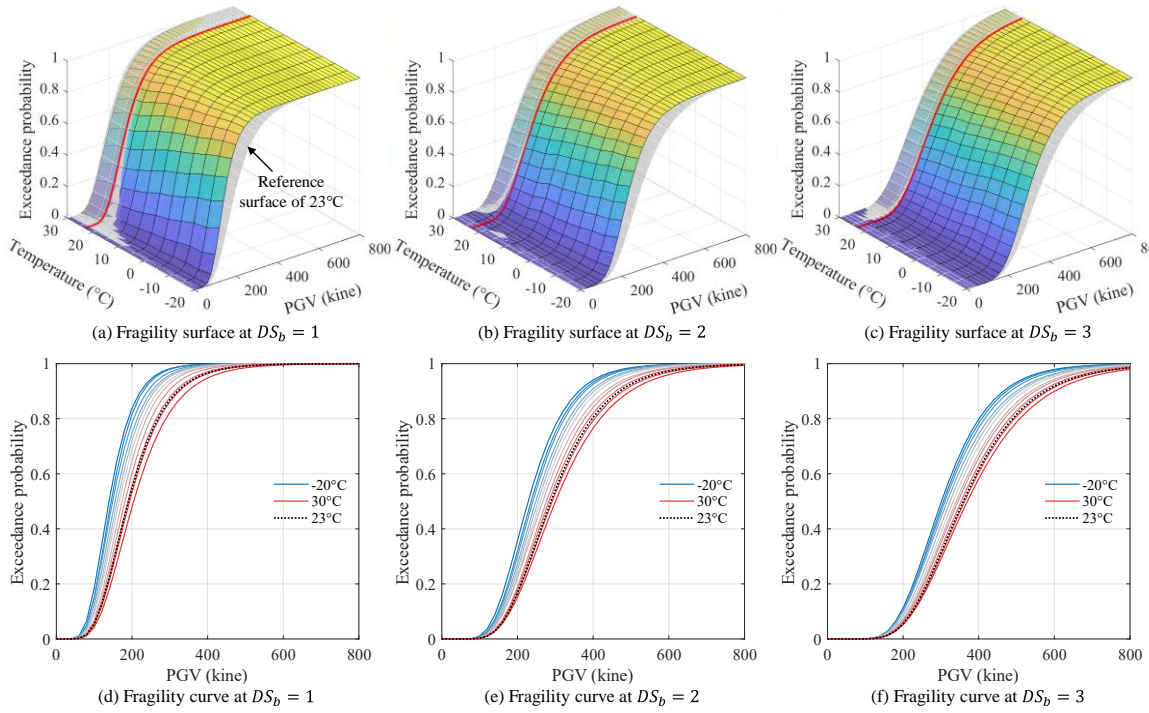 1
0.8
0.6
0.4
0.2
0
Exceedance probability
30
20
10
0
-10
-20
Temperature (°C)
0
200
400
600
800
PGV (kine)
Reference
surface of 23°C
(a) Fragility surface at DS_b = 1
1
0.8
0.6
0.4
0.2
0
Exceedance probability
30
20
10
0
-10
-20
Temperature (°C)
0
200
400
600
800
PGV (kine)
(b) Fragility surface at DS_b = 2
1
0.8
0.6
0.4
0.2
0
Exceedance probability
30
20
10
0
-10
-20
Temperature (°C)
0
200
400
600
PGV (kine)
(c) Fragility surface at DS_b = 3
1
0.8
0.6
0.4
0.2
0
Exceedance probability
-20°C
30°C
23°C
0
200
400
600
800
PGV (kine)
(d) Fragility curve at DS_b = 1
1
0.8
0.6
0.4
0.2
0
Exceedance probability
-20°C
30°C
23°C
0
200
400
600
800
PGV (kine)
(e) Fragility curve at DS_b = 2
1
0.8
0.6
0.4
0.2
0
Exceedance probability
-20°C
30°C
23°C
0
200
400
600
800
PGV (kine)
(f) Fragility curve at DS_b = 3